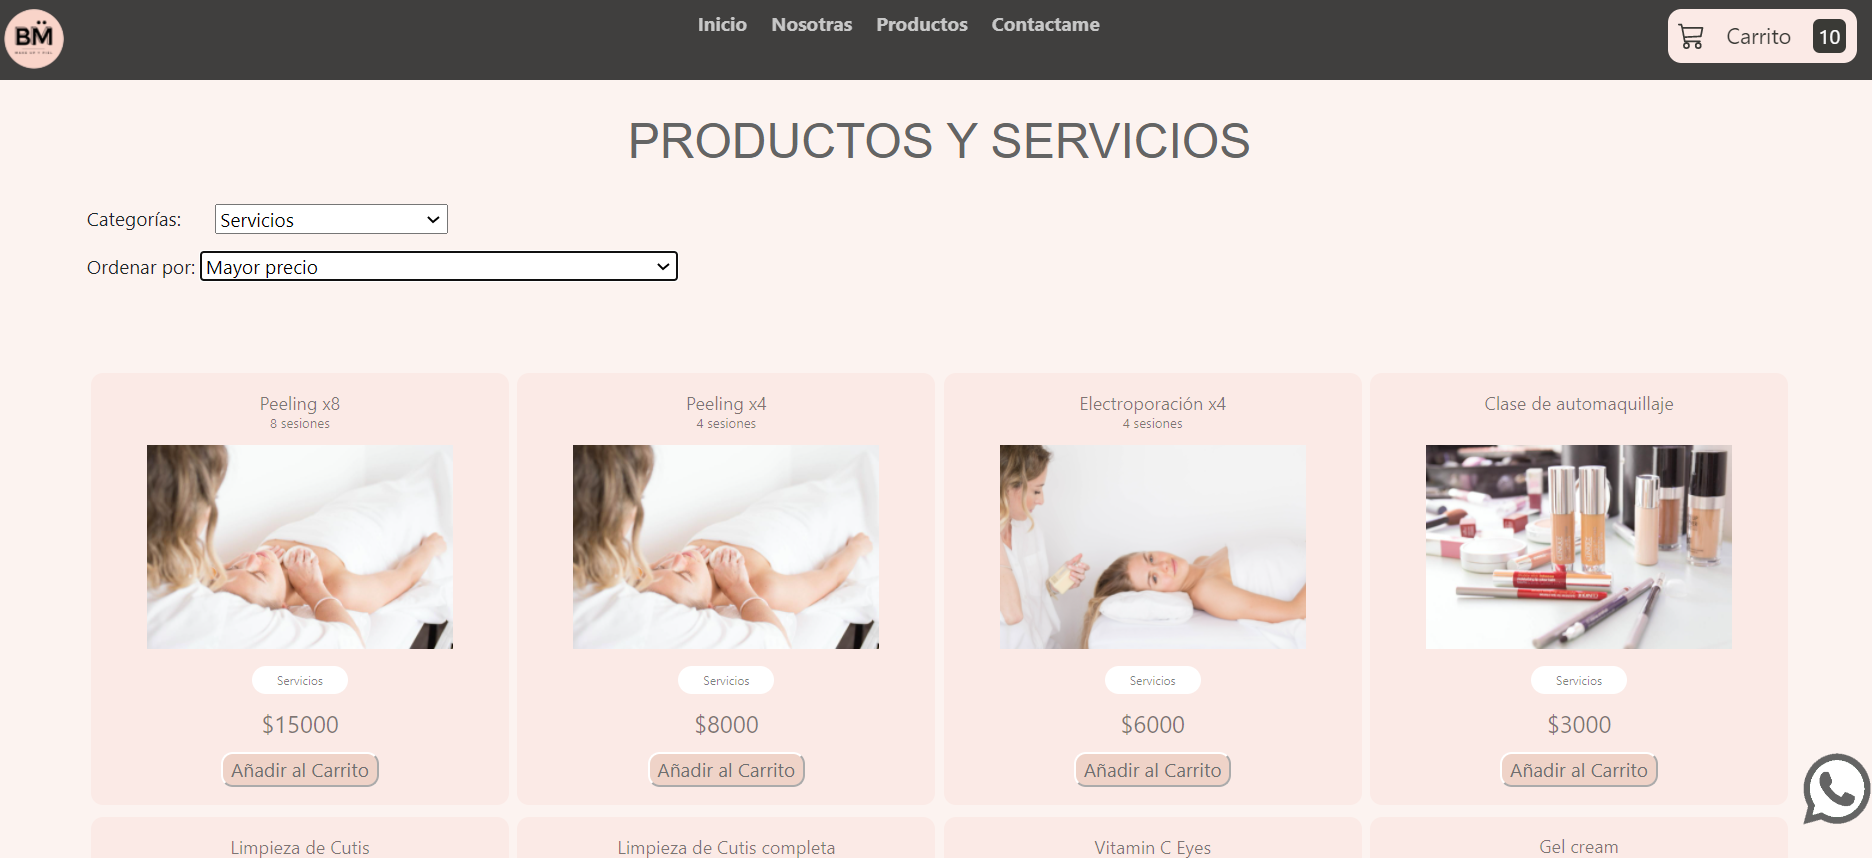 BM
MAKE UP Y PIEL
Inicio
Nosotras
Productos
Contactame
Carrito
10
PRODUCTOS Y SERVICIOS
Categorías:
Servicios
Ordenar por:
Mayor precio
Peeling x8
8 sesiones
Servicios
$15000
Añadir al Carrito
Peeling x4
4 sesiones
Servicios
$8000
Añadir al Carrito
Electroporación x4
4 sesiones
Servicios
$6000
Añadir al Carrito
Clase de automaquillaje
Servicios
$3000
Añadir al Carrito
Limpieza de Cutis
Limpieza de Cutis completa
Vitamin C Eyes
Gel cream